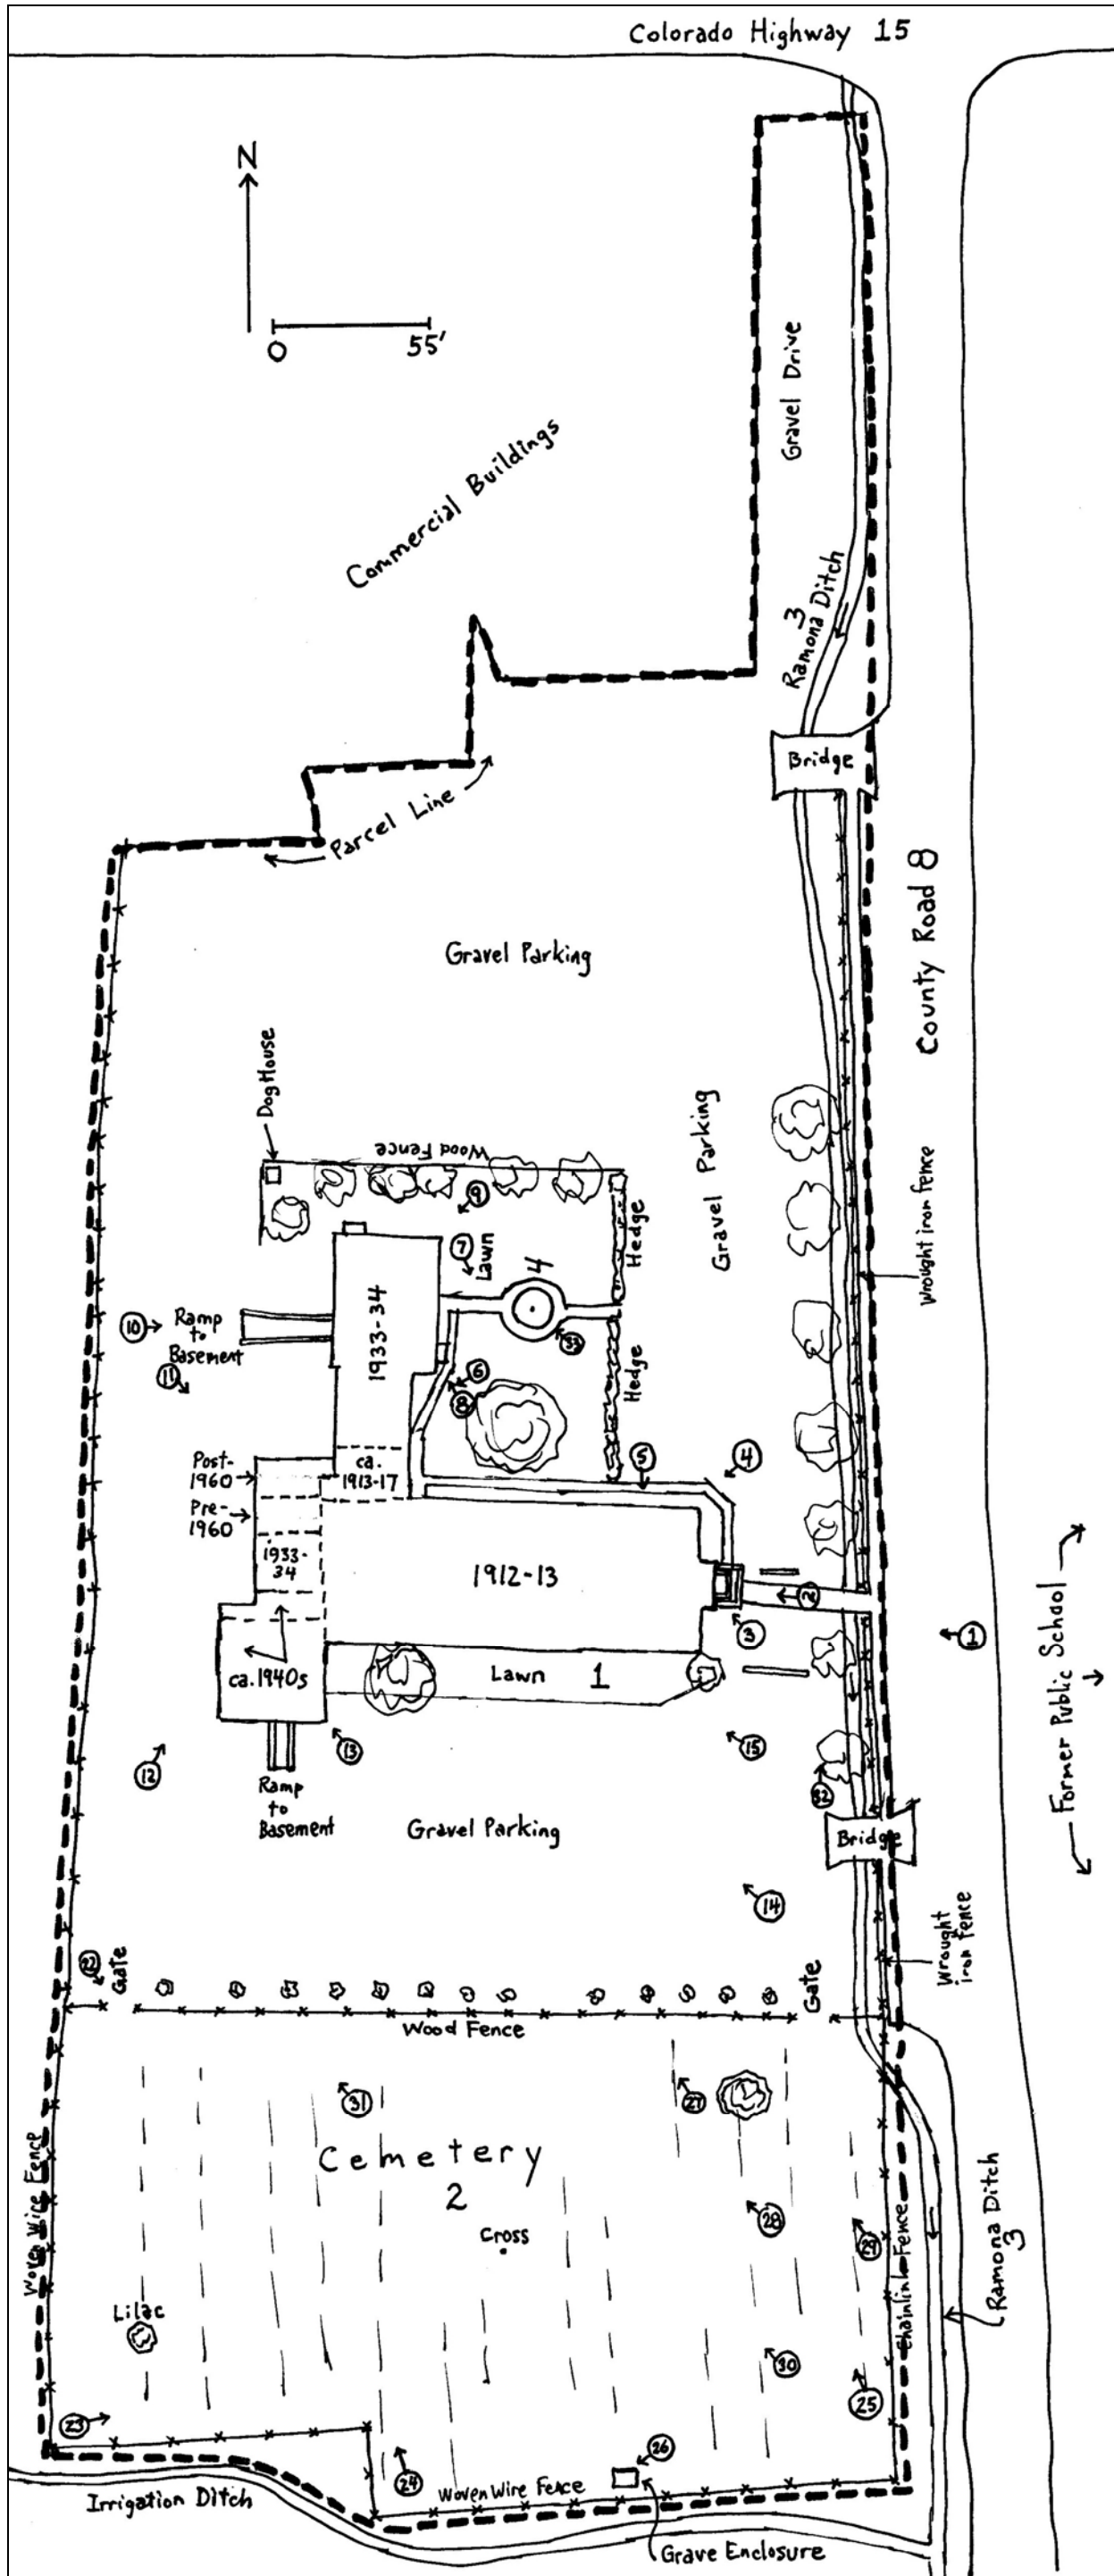 Colorado Highway 15
N
0 55'
Gravel Drive
Commercial Buildings
Ramona Ditch
3
Bridge
Parcel Line
County Road 8
Gravel Parking
Dog House
Wood Fence
Gravel Parking
Wrought iron fence
9
7
Lawn
4
Hedge
10
Ramp
to
Basement
1933-34
33
11
6
8
Hedge
Post-
1960
ca.
1913-17
5
4
Pre-
1960
1933-
34
1912-13
2
3
1
Former Public School
ca. 1940s
Lawn 1
13
15
12
Ramp
to
Basement
32
Gravel Parking
Bridge
14
Wrought
iron fence
22
Gate
Gate
Wood Fence
31
27
Woven Wire Fence
Cemetery
2
28
29
Cross
Chainlink Fence
Ramona Ditch
3
Lilac
30
25
23
24
26
Woven Wire Fence
Irrigation Ditch
Grave Enclosure